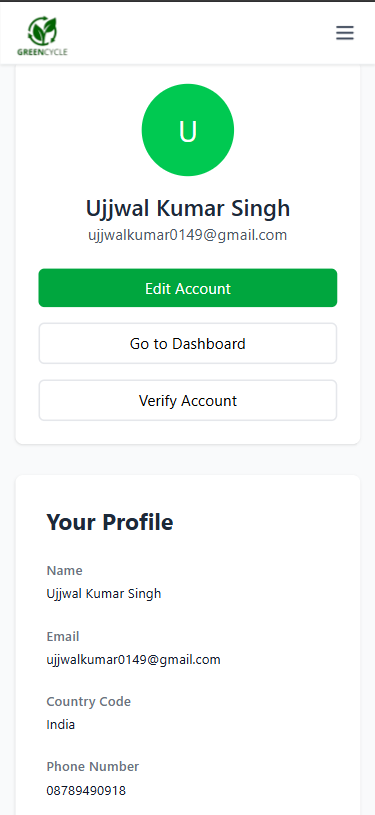 GREENCYCLE
U
Ujjwal Kumar Singh
ujjwalkumar0149@gmail.com
Edit Account
Go to Dashboard
Verify Account
Your Profile
Name
Ujjwal Kumar Singh
Email
ujjwalkumar0149@gmail.com
Country Code
India
Phone Number
08789490918